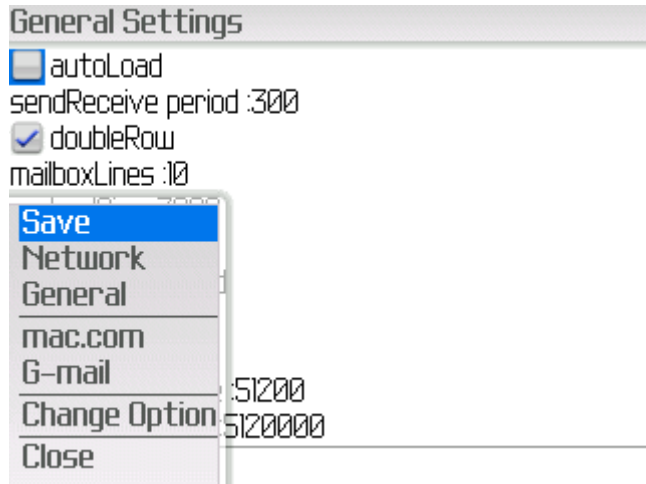 General Settings
autoLoad
sendReceive period :300
doubleRow
mailboxLines :10
Save
Network
General
mac.com
G-mail
:51200
Change Option
:5120000
Close